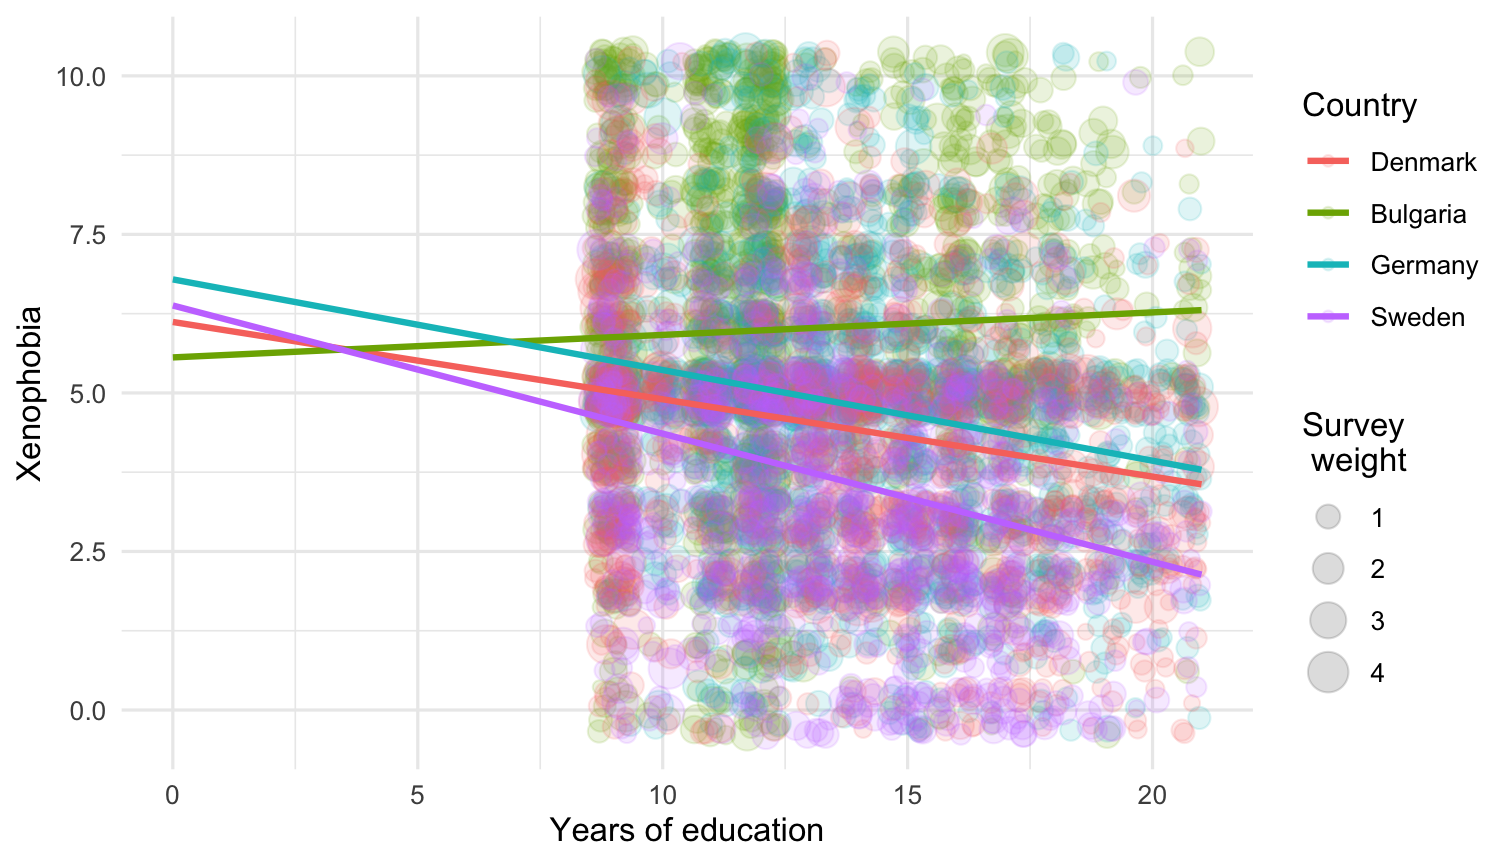 Xenophobia
10.0
7.5
5.0
2.5
0.0
0
5
10
15
20
Years of education
Country
Denmark
Bulgaria
Germany
Sweden
Survey
weight
1
2
3
4